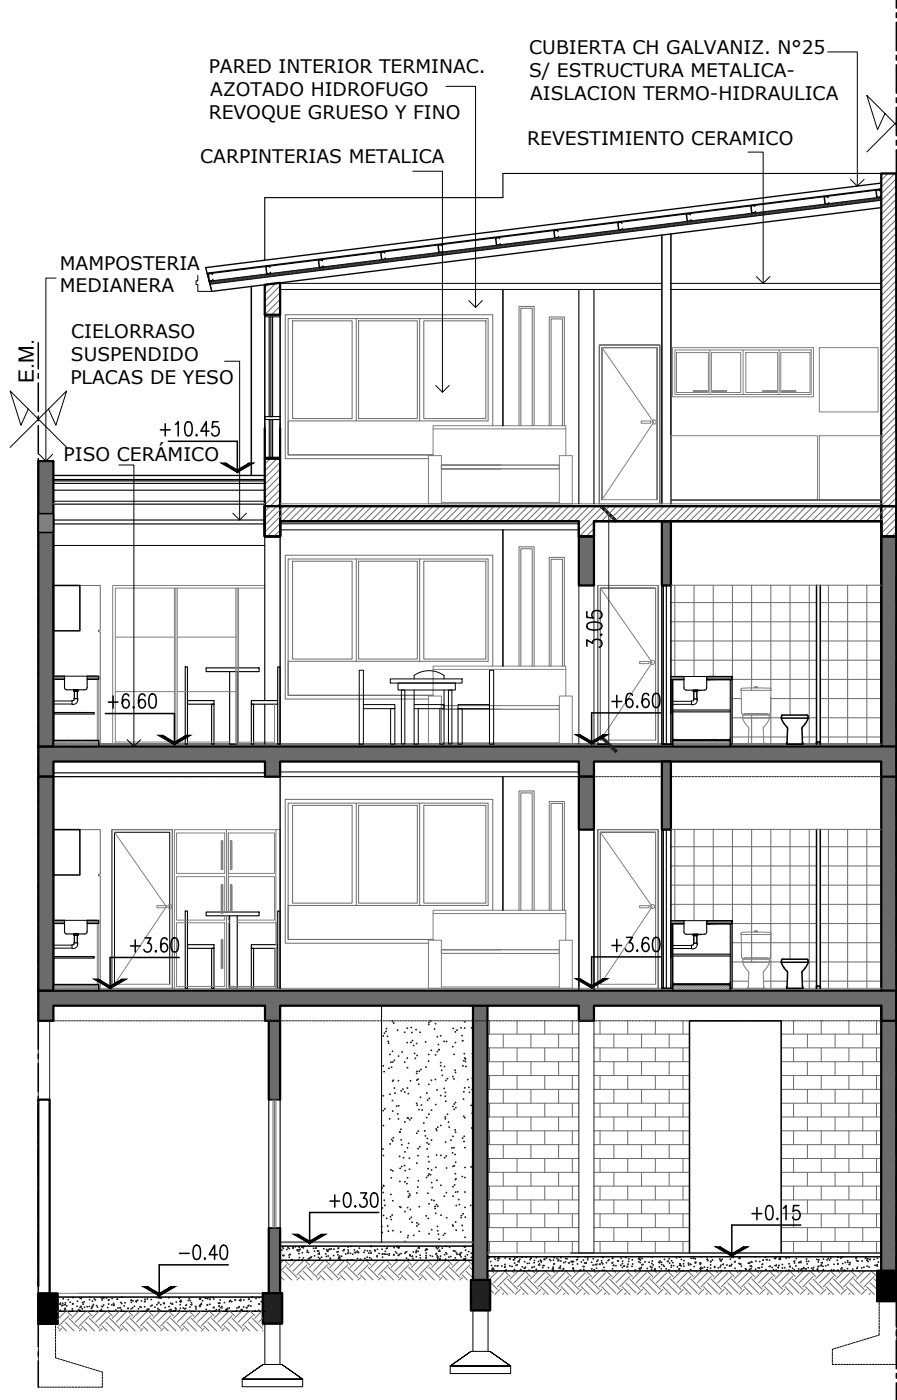 CUBIERTA CH GALVANIZ. N°25
S/ ESTRUCTURA METALICA-
AISLACION TERMO-HIDRAULICA
PARED INTERIOR TERMINAC.
AZOTADO HIDROFUGO
REVOQUE GRUESO Y FINO
REVESTIMIENTO CERAMICO
CARPINTERIAS METALICA
MAMPOSTERIA
MEDIANERA
CIELORRASO
SUSPENDIDO
PLACAS DE YESO
E.M.
+10.45
PISO CERÁMICO
3.05
+6.60
+6.60
+3.60
+3.60
+0.30
+0.15
-0.40